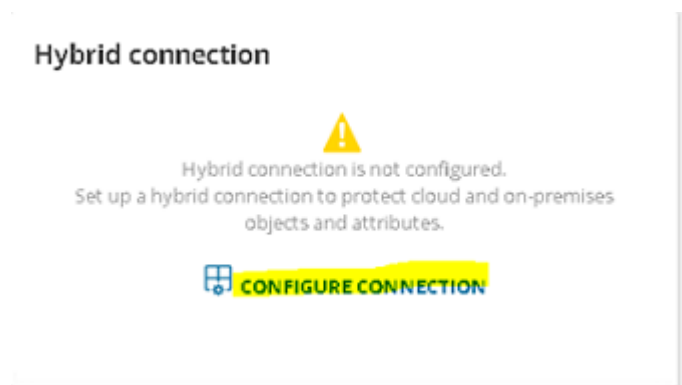 Hybrid connection
Hybrid connection is not configured.
Set up a hybrid connection to protect cloud and on-premises
objects and attributes.
CONFIGURE CONNECTION